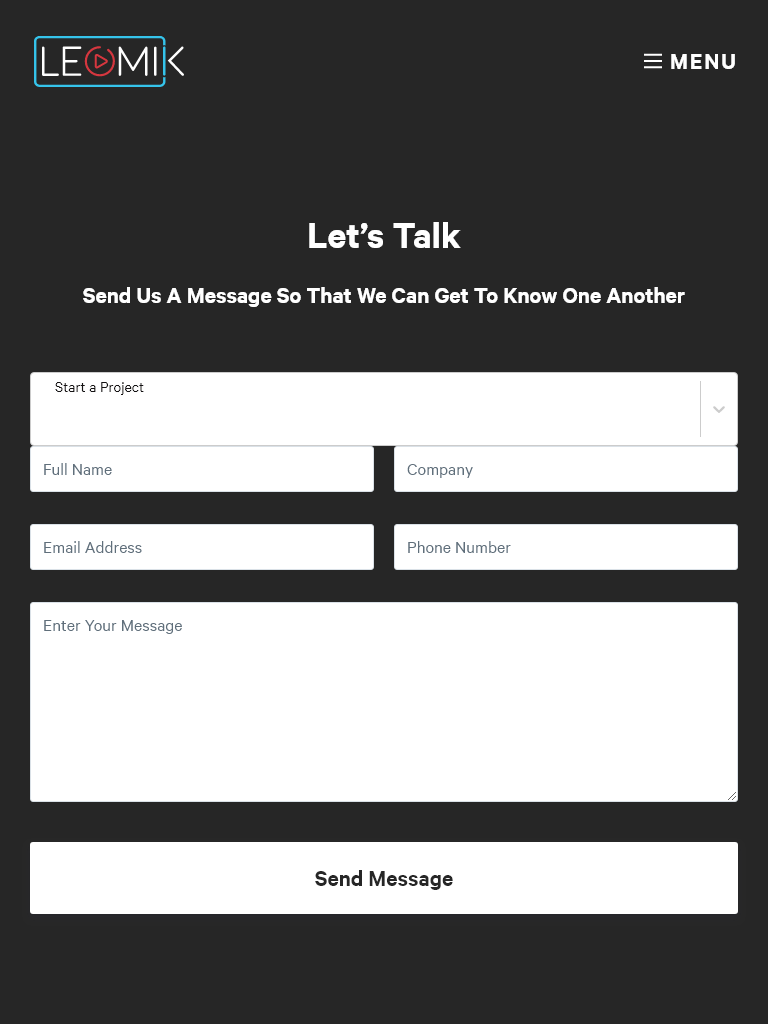 LEOMIK
MENU
Let’s Talk
Send Us A Message So That We Can Get To Know One Another
Start a Project
Full Name
Company
Email Address
Phone Number
Enter Your Message
Send Message